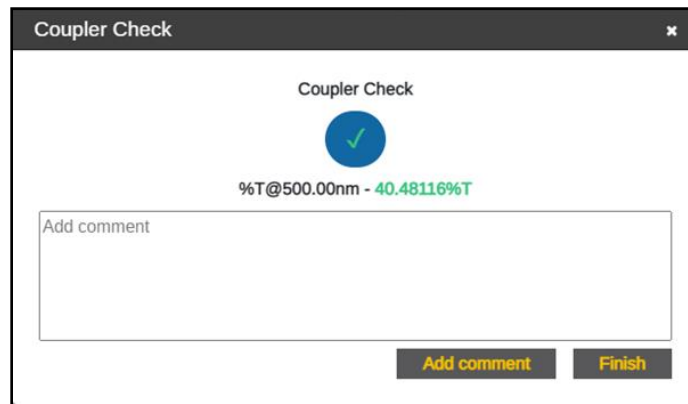 Coupler Check
Coupler Check
%T@500.00nm - 40.48116%T
Add comment
Add comment Finish